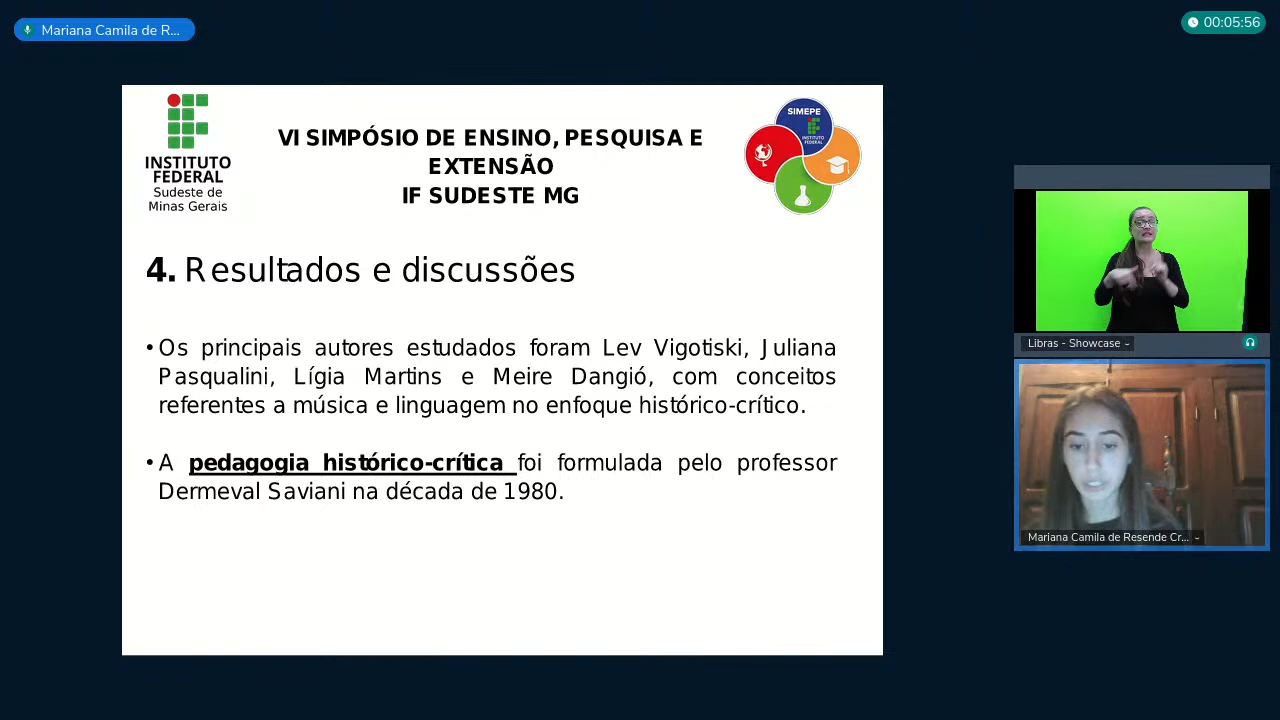 Mariana Camila de R...
00:05:56
INSTITUTO
FEDERAL
Sudeste de
Minas Gerais
VI SIMPÓSIO DE ENSINO, PESQUISA E
EXTENSÃO
IF SUDESTE MG
SIMEPE
INSTITUTO
FEDERAL
4. Resultados e discussões
• Os principais autores estudados foram Lev Vigotiski, Juliana
Pasqualini, Lígia Martins e Meire Dangió, com conceitos
referentes a música e linguagem no enfoque histórico-crítico.
• A pedagogia histórico-crítica foi formulada pelo professor
Dermeval Saviani na década de 1980.
Libras - Showcase
Mariana Camila de Resende Cr...